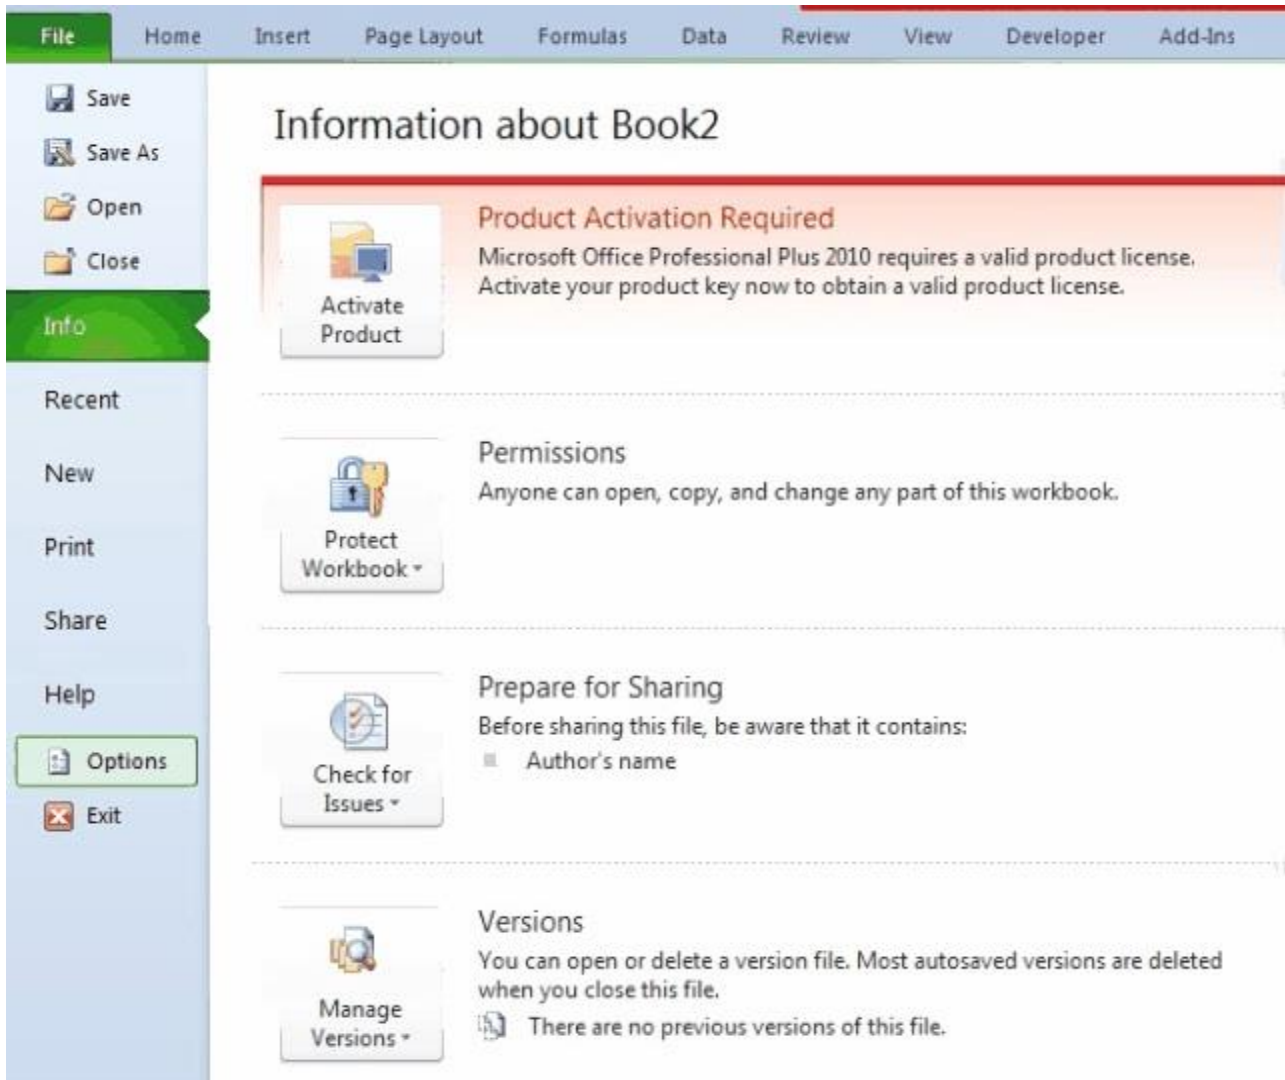 File Home Insert Page Layout Formulas Data Review View Developer Add-Ins
Save
Save As
Open
Close
Info
Recent
New
Print
Share
Help
Options
Exit
Information about Book2
Activate
Product
Product Activation Required
Microsoft Office Professional Plus 2010 requires a valid product license.
Activate your product key now to obtain a valid product license.
Protect
Workbook
Permissions
Anyone can open, copy, and change any part of this workbook.
Check for
Issues
Prepare for Sharing
Before sharing this file, be aware that it contains:
Author's name
Manage
Versions
Versions
You can open or delete a version file. Most autosaved versions are deleted
when you close this file.
There are no previous versions of this file.